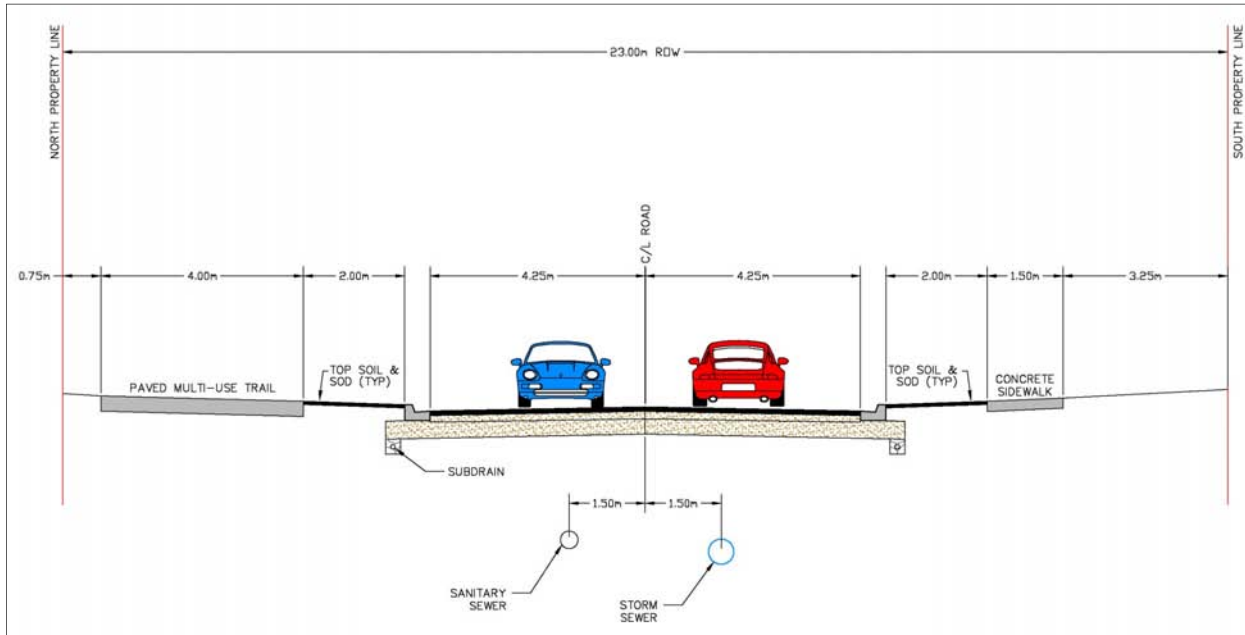 NORTH PROPERTY LINE
23.00m ROW
SOUTH PROPERTY LINE
C/L ROAD
0.75m
4.00m
2.00m
4.25m
4.25m
2.00m
1.50m
3.25m
PAVED MULTI-USE TRAIL
TOP SOIL &
SOD (TYP)
TOP SOIL &
SOD (TYP)
CONCRETE
SIDEWALK
SUBDRAIN
1.50m
1.50m
SANITARY
SEWER
STORM
SEWER